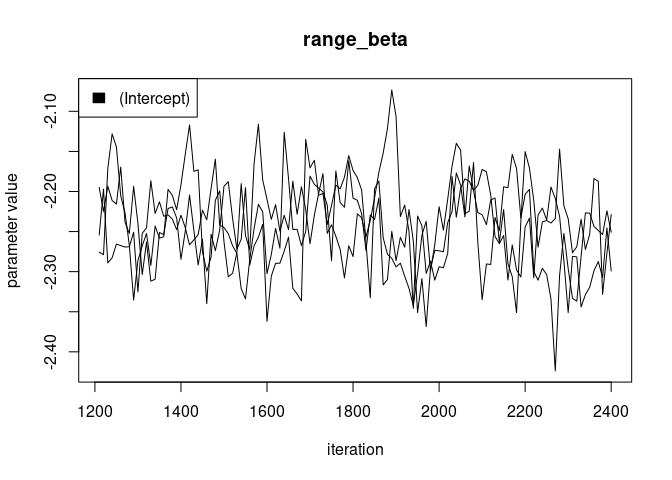 range_beta
(Intercept)
parameter value
-2.10
-2.20
-2.30
-2.40
1200 1400 1600 1800 2000 2200 2400
iteration